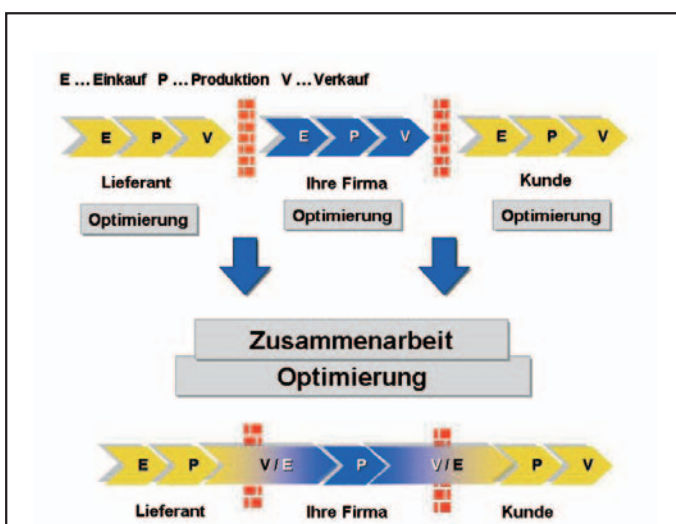 E ... Einkauf P ... Produktion V ... Verkauf
E P V E P V E P V
Lieferant Ihre Firma Kunde
Optimierung Optimierung Optimierung
Zusammenarbeit
Optimierung
E P V / E P V / E P V
Lieferant Ihre Firma Kunde